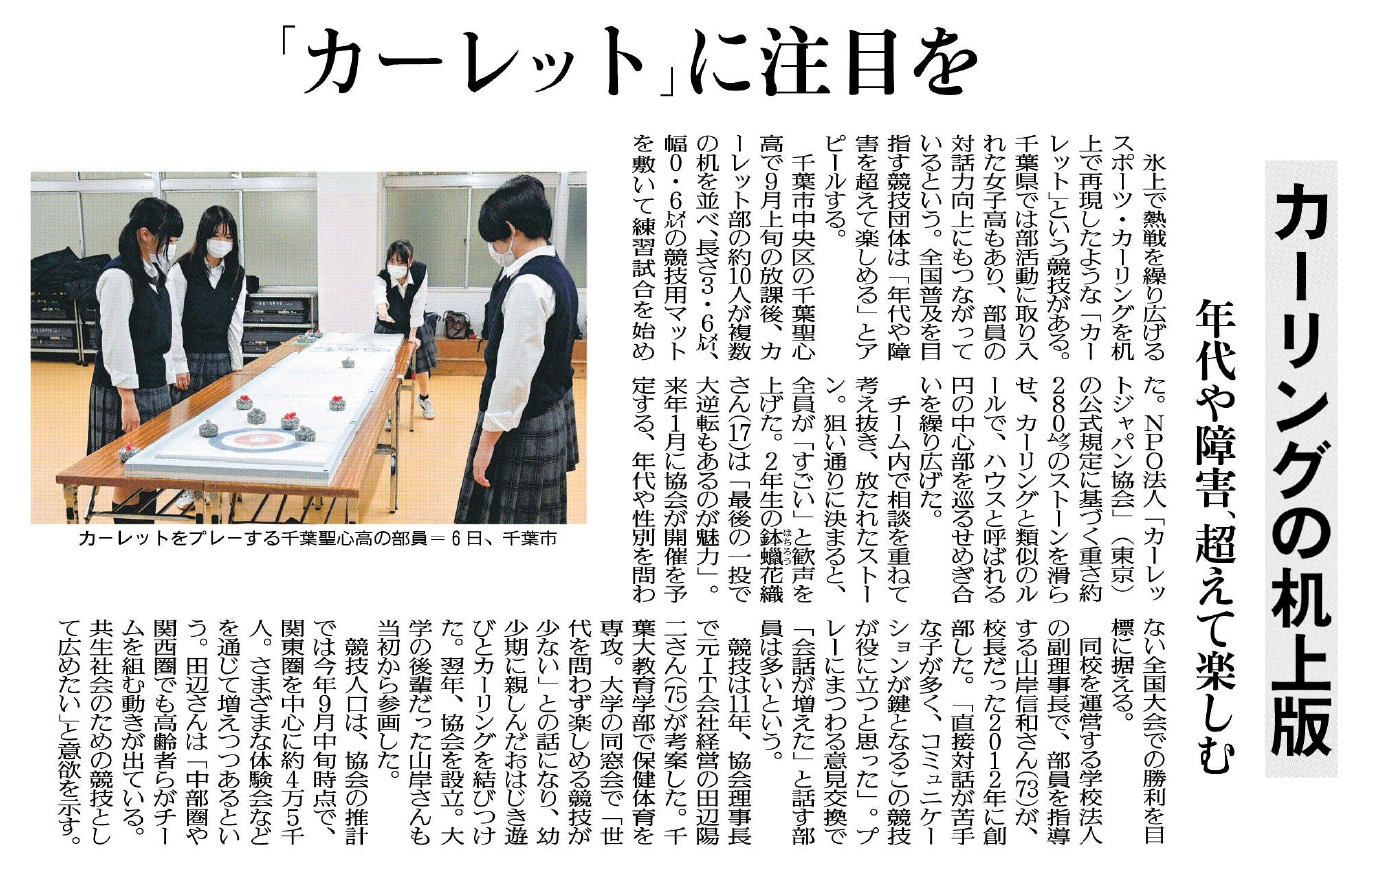 「カーレット」に注目を
カーリングの机上版
年代や障害、超えて楽しむ
氷上で熱戦を繰り広げる
スポーツ・カーリングを机
上で再現したような「カー
レット」という競技がある。
千葉県では部活動に取り入
れた女子高もあり、部員の
対話力向上にもつながって
いるという。全国普及を目
指す競技団体は「年代や障
害を超えて楽しめる」とア
ピールする。
千葉市中央区の千葉聖心
高で9月上旬の放課後、カ
ーレット部の約10人が複数
の机を並べ、長さ3・6㍍、
幅0・6㍍の競技用マット
を敷いて練習試合を始め
た。NPO法人「カーレッ
トジャパン協会」（東京）
の公式規定に基づく重さ約
280㌘のストーンを滑ら
せ、カーリングと類似のル
ールで、ハウスと呼ばれる
円の中心部を巡るせめぎ合
いを繰り広げた。
チーム内で相談を重ねて
考え抜き、放たれたストー
ン。狙い通りに決まると、
全員が「すごい」と歓声を
上げた。2年生の鉢蠟花織
はちろう
さん(17)は「最後の一投で
大逆転もあるのが魅力」。
来年1月に協会が開催を予
定する、年代や性別を問わ
ない全国大会での勝利を目
標に据える。
同校を運営する学校法人
の副理事長で、部員を指導
する山岸信和さん(73)が、
校長だった2012年に創
部した。「直接対話が苦手
な子が多く、コミュニケー
ションが鍵となるこの競技
が役に立つと思った」。プ
レーにまつわる意見交換で
「会話が増えた」と話す部
員は多いという。
競技は11年、協会理事長
で元IT会社経営の田辺陽
二さん(75)が考案した。千
葉大教育学部で保健体育を
専攻。大学の同窓会で「世
代を問わず楽しめる競技が
少ない」との話になり、幼
少期に親しんだおはじき遊
びとカーリングを結びつけ
た。翌年、協会を設立。大
学の後輩だった山岸さんも
当初から参画した。
競技人口は、協会の推計
では今年9月中旬時点で、
関東圏を中心に約4万5千
人。さまざまな体験会など
を通じて増えつつあるとい
う。田辺さんは「中部圏や
関西圏でも高齢者らがチー
ムを組む動きが出ている。
共生社会のための競技とし
て広めたい」と意欲を示す。
カーレットをプレーする千葉聖心高の部員＝6日、千葉市